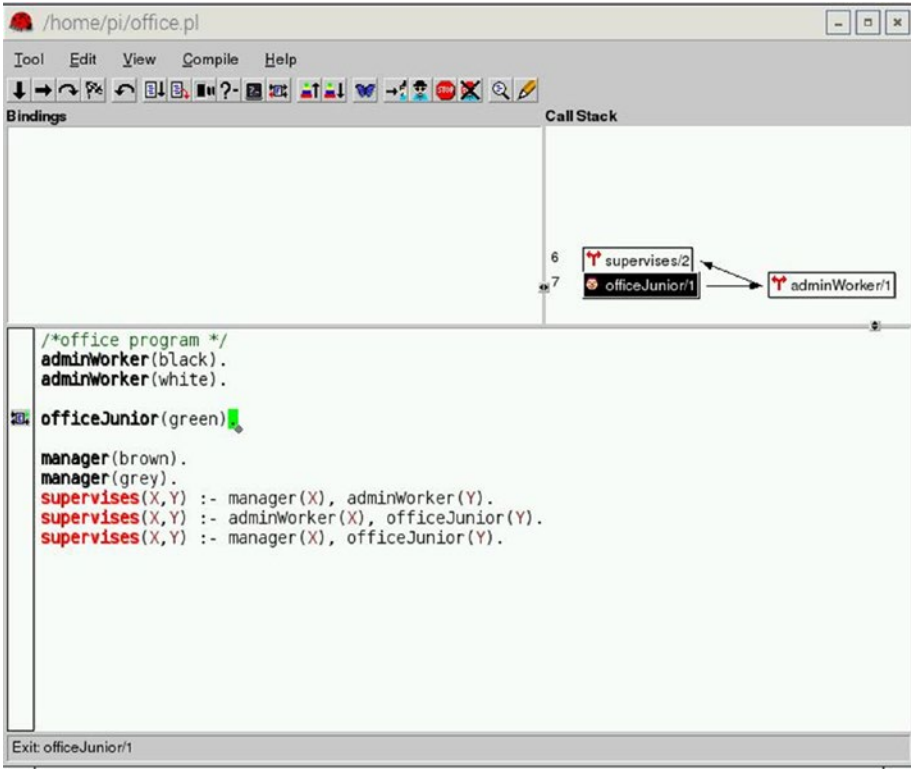 /home/pi/office.pl
Tool Edit View Compile Help
Bindings
Call Stack
6 supervises/2
7 officeJunior/1 adminWorker/1
/*office program */
adminWorker(black).
adminWorker(white).
officeJunior(green).
manager(brown).
manager(grey).
supervises(X,Y) :- manager(X), adminWorker(Y).
supervises(X,Y) :- adminWorker(X), officeJunior(Y).
supervises(X,Y) :- manager(X), officeJunior(Y).
Exit: officeJunior/1